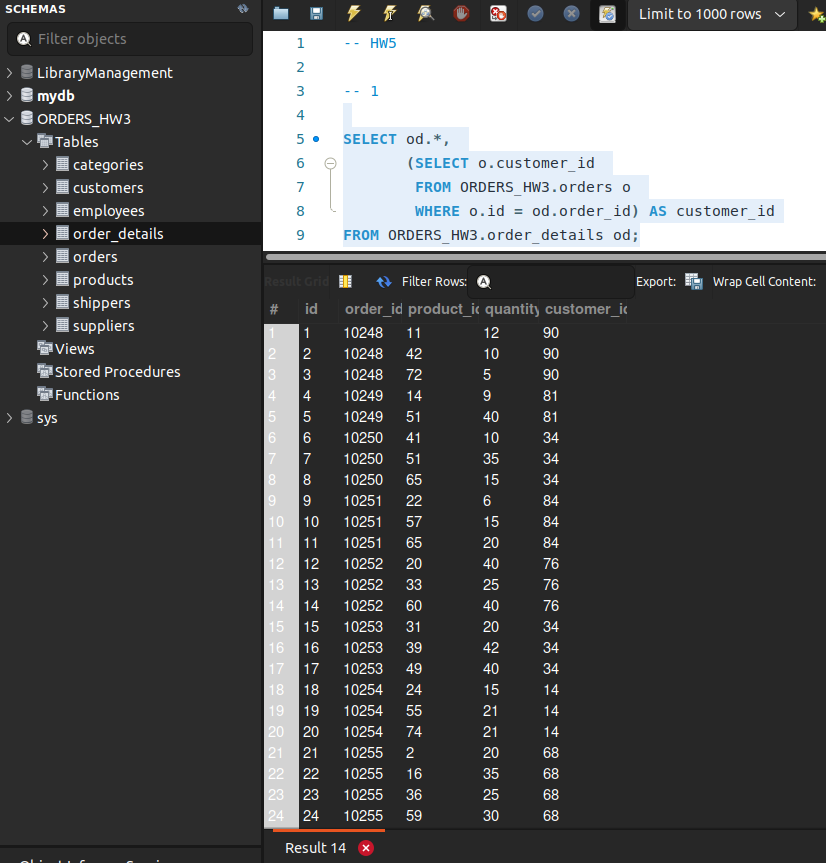 SCHEMAS
Filter objects
LibraryManagement
mydb
ORDERS_HW3
Tables
categories
customers
employees
order_details
orders
products
shippers
suppliers
Views
Stored Procedures
Functions
sys
Limit to 1000 rows
1 -- HW5
2
3 -- 1
4
5 SELECT od.*,
6 (SELECT o.customer_id
7 FROM ORDERS_HW3.orders o
8 WHERE o.id = od.order_id) AS customer_id
9 FROM ORDERS_HW3.order_details od;
Result Grid Filter Rows: Export: Wrap Cell Content:
# id order_id product_id quantity customer_id
1 1 10248 11 12 90
2 2 10248 42 10 90
3 3 10248 72 5 90
4 4 10249 14 9 81
5 5 10249 51 40 81
6 6 10250 41 10 34
7 7 10250 51 35 34
8 8 10250 65 15 34
9 9 10251 22 6 84
10 10 10251 57 15 84
11 11 10251 65 20 84
12 12 10252 20 40 76
13 13 10252 33 25 76
14 14 10252 60 40 76
15 15 10253 31 20 34
16 16 10253 39 42 34
17 17 10253 49 40 34
18 18 10254 24 15 14
19 19 10254 55 21 14
20 20 10254 74 21 14
21 21 10255 2 20 68
22 22 10255 16 35 68
23 23 10255 36 25 68
24 24 10255 59 30 68
Result 14